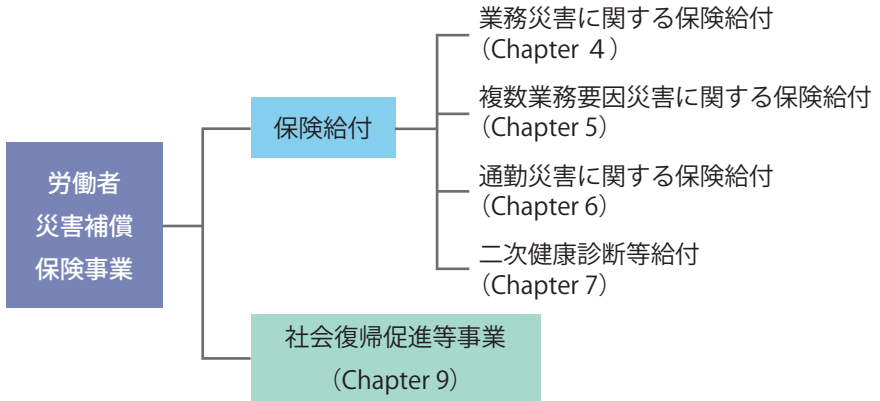 労働者
災害補償
保険事業
保険給付
業務災害に関する保険給付
（Chapter ４）
複数業務要因災害に関する保険給付
（Chapter 5）
通勤災害に関する保険給付
（Chapter 6）
二次健康診断等給付
（Chapter 7）
社会復帰促進等事業
（Chapter 9）